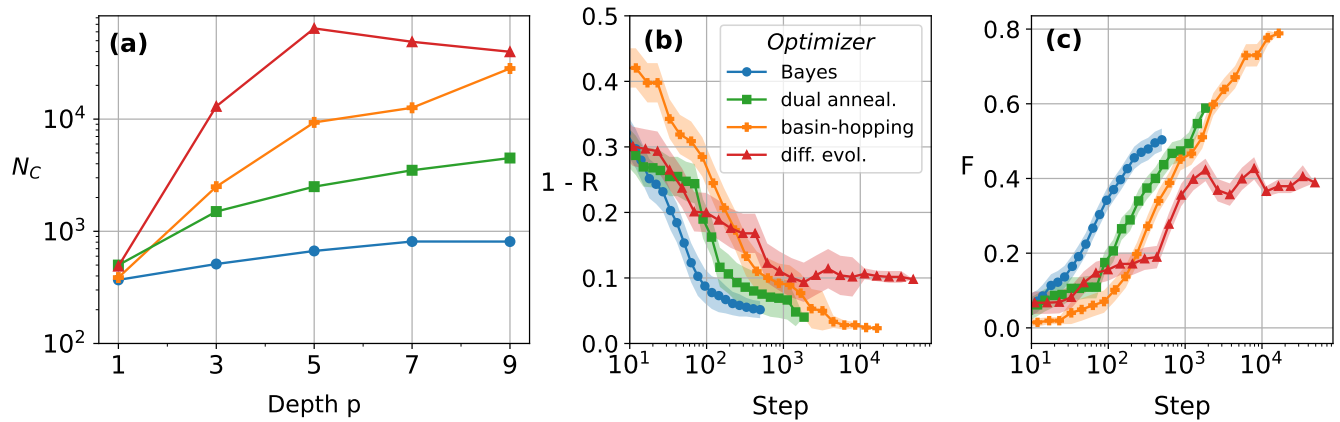 (a)
N_C
10^4
10^3
10^2
1 3 5 7 9
Depth p
(b)
1 - R
0.5
0.4
0.3
0.2
0.1
0.0
10^1 10^2 10^3 10^4
Step
Optimizer
Bayes
dual anneal.
basin-hopping
diff. evol.
(c)
F
0.8
0.6
0.4
0.2
0.0
10^1 10^2 10^3 10^4
Step